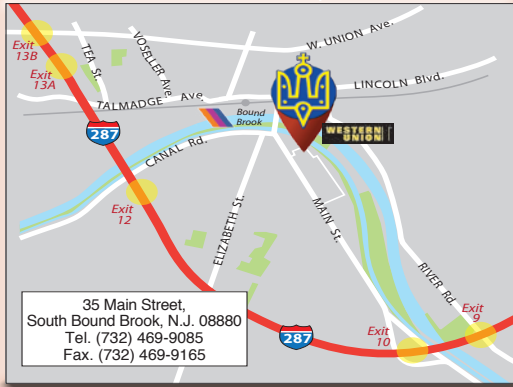 Exit
13B
Exit
13A
TEA St.
VOSELLER Ave.
W. UNION Ave.
LINCOLN Blvd.
TALMADGE Ave.
Bound
Brook
WESTERN
UNION
287
CANAL Rd.
Exit
12
ELIZABETH St.
MAIN St.
RIVER Rd.
35 Main Street,
South Bound Brook, N.J. 08880
Tel. (732) 469-9085
Fax. (732) 469-9165
287
Exit
10
Exit
9